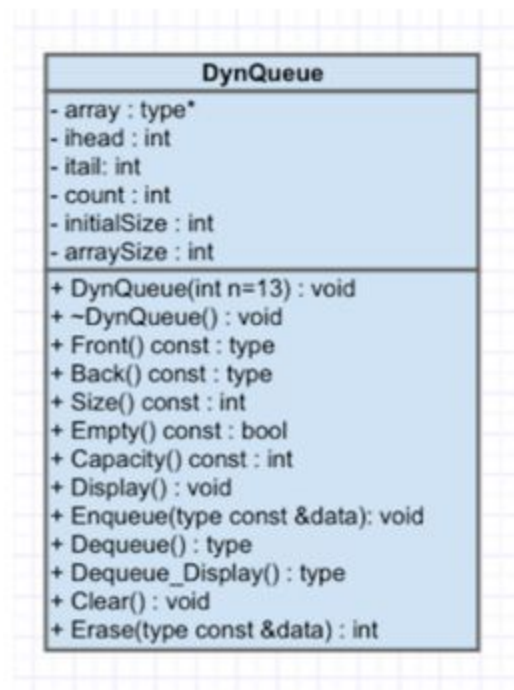 DynQueue
- array : type*
- ihead : int
- itail: int
- count : int
- initialSize : int
- arraySize : int
+ DynQueue(int n=13) : void
+ ~DynQueue() : void
+ Front() const : type
+ Back() const : type
+ Size() const : int
+ Empty() const : bool
+ Capacity() const : int
+ Display() : void
+ Enqueue(type const &data): void
+ Dequeue() : type
+ Dequeue_Display() : type
+ Clear() : void
+ Erase(type const &data) : int